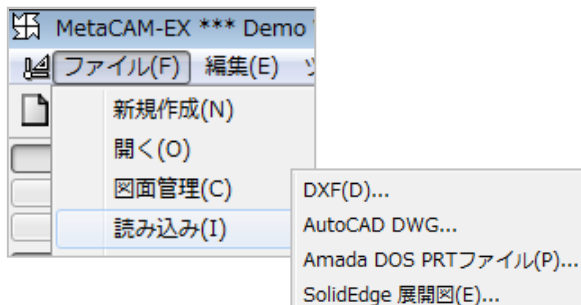 MetaCAM-EX *** Demo
ファイル(F) 編集(E)
新規作成(N)
開く(O)
図面管理(C)
読み込み(I)
DXF(D)...
AutoCAD DWG...
Amada DOS PRTファイル(P)...
SolidEdge 展開図(E)...